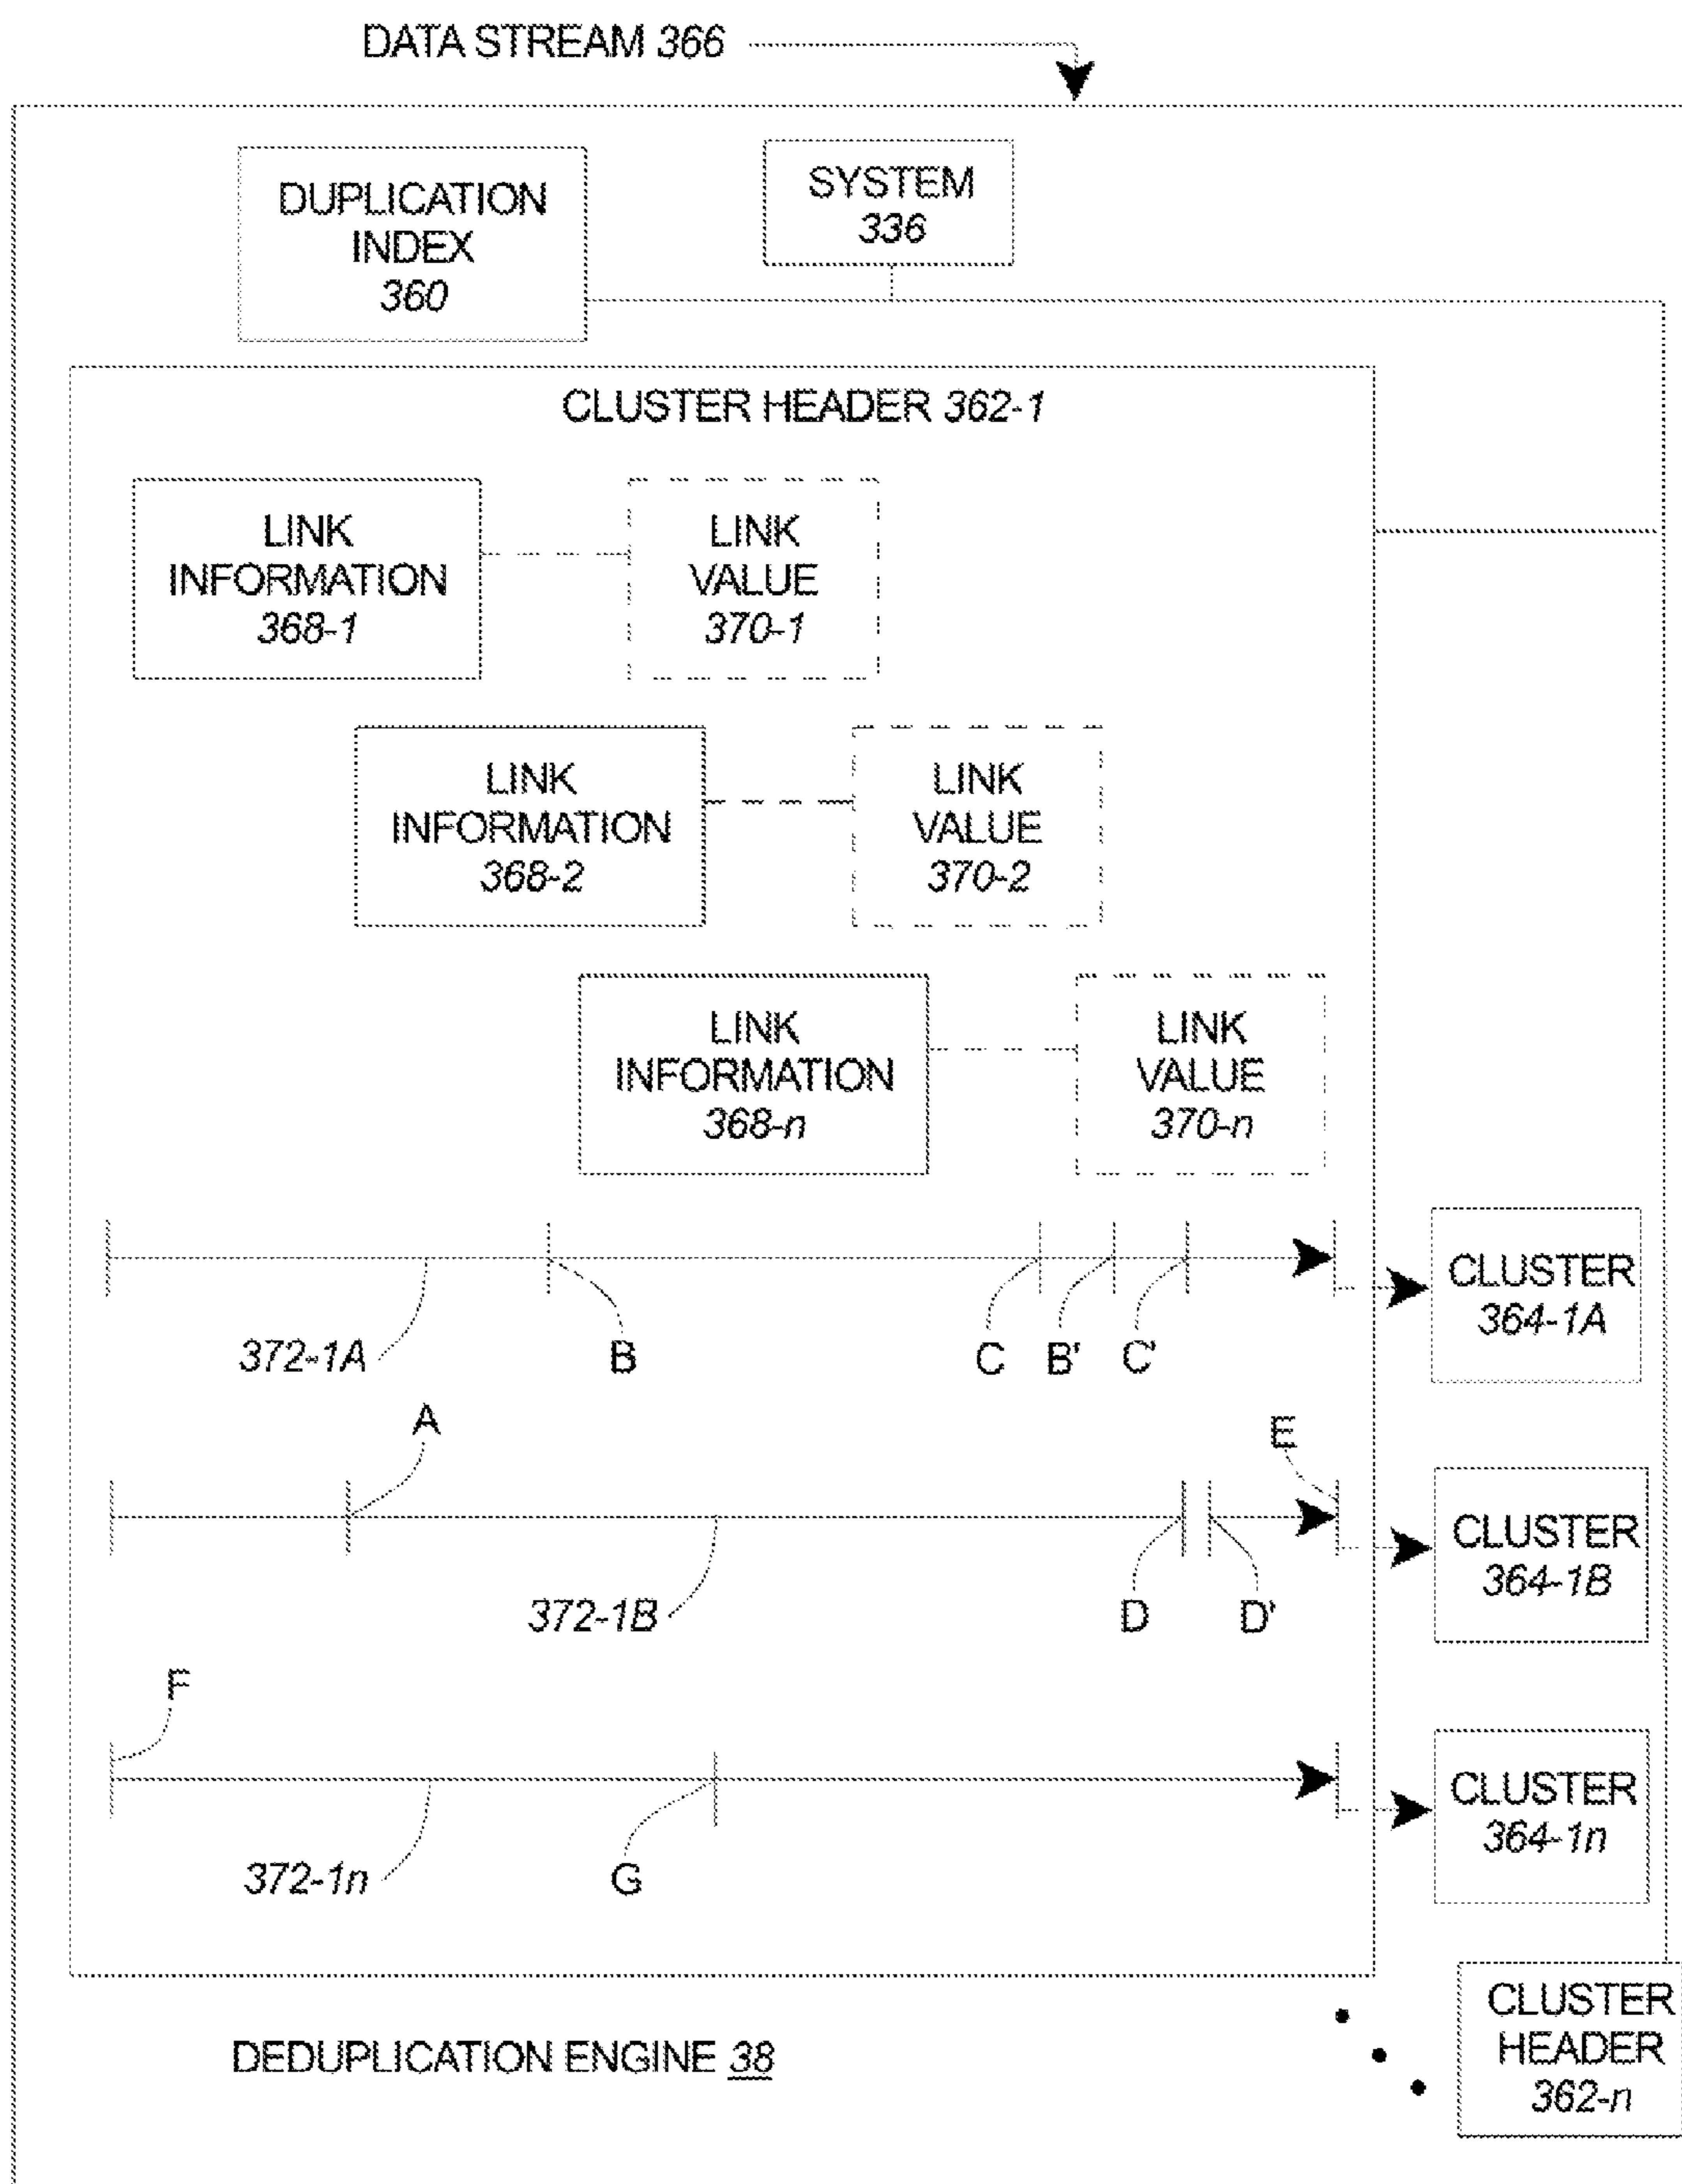 DATA STREAM 366
DUPLICATION
INDEX
360
SYSTEM
336
CLUSTER HEADER 362-1
LINK
INFORMATION
368-1
LINK
VALUE
370-1
LINK
INFORMATION
368-2
LINK
VALUE
370-2
LINK
INFORMATION
368-n
LINK
VALUE
370-n
372-1A
B
C
B'
C'
CLUSTER
364-1A
A
E
372-1B
D
D'
CLUSTER
364-1B
F
372-1n
G
CLUSTER
364-1n
DEDUPLICATION ENGINE 38
CLUSTER
HEADER
362-n